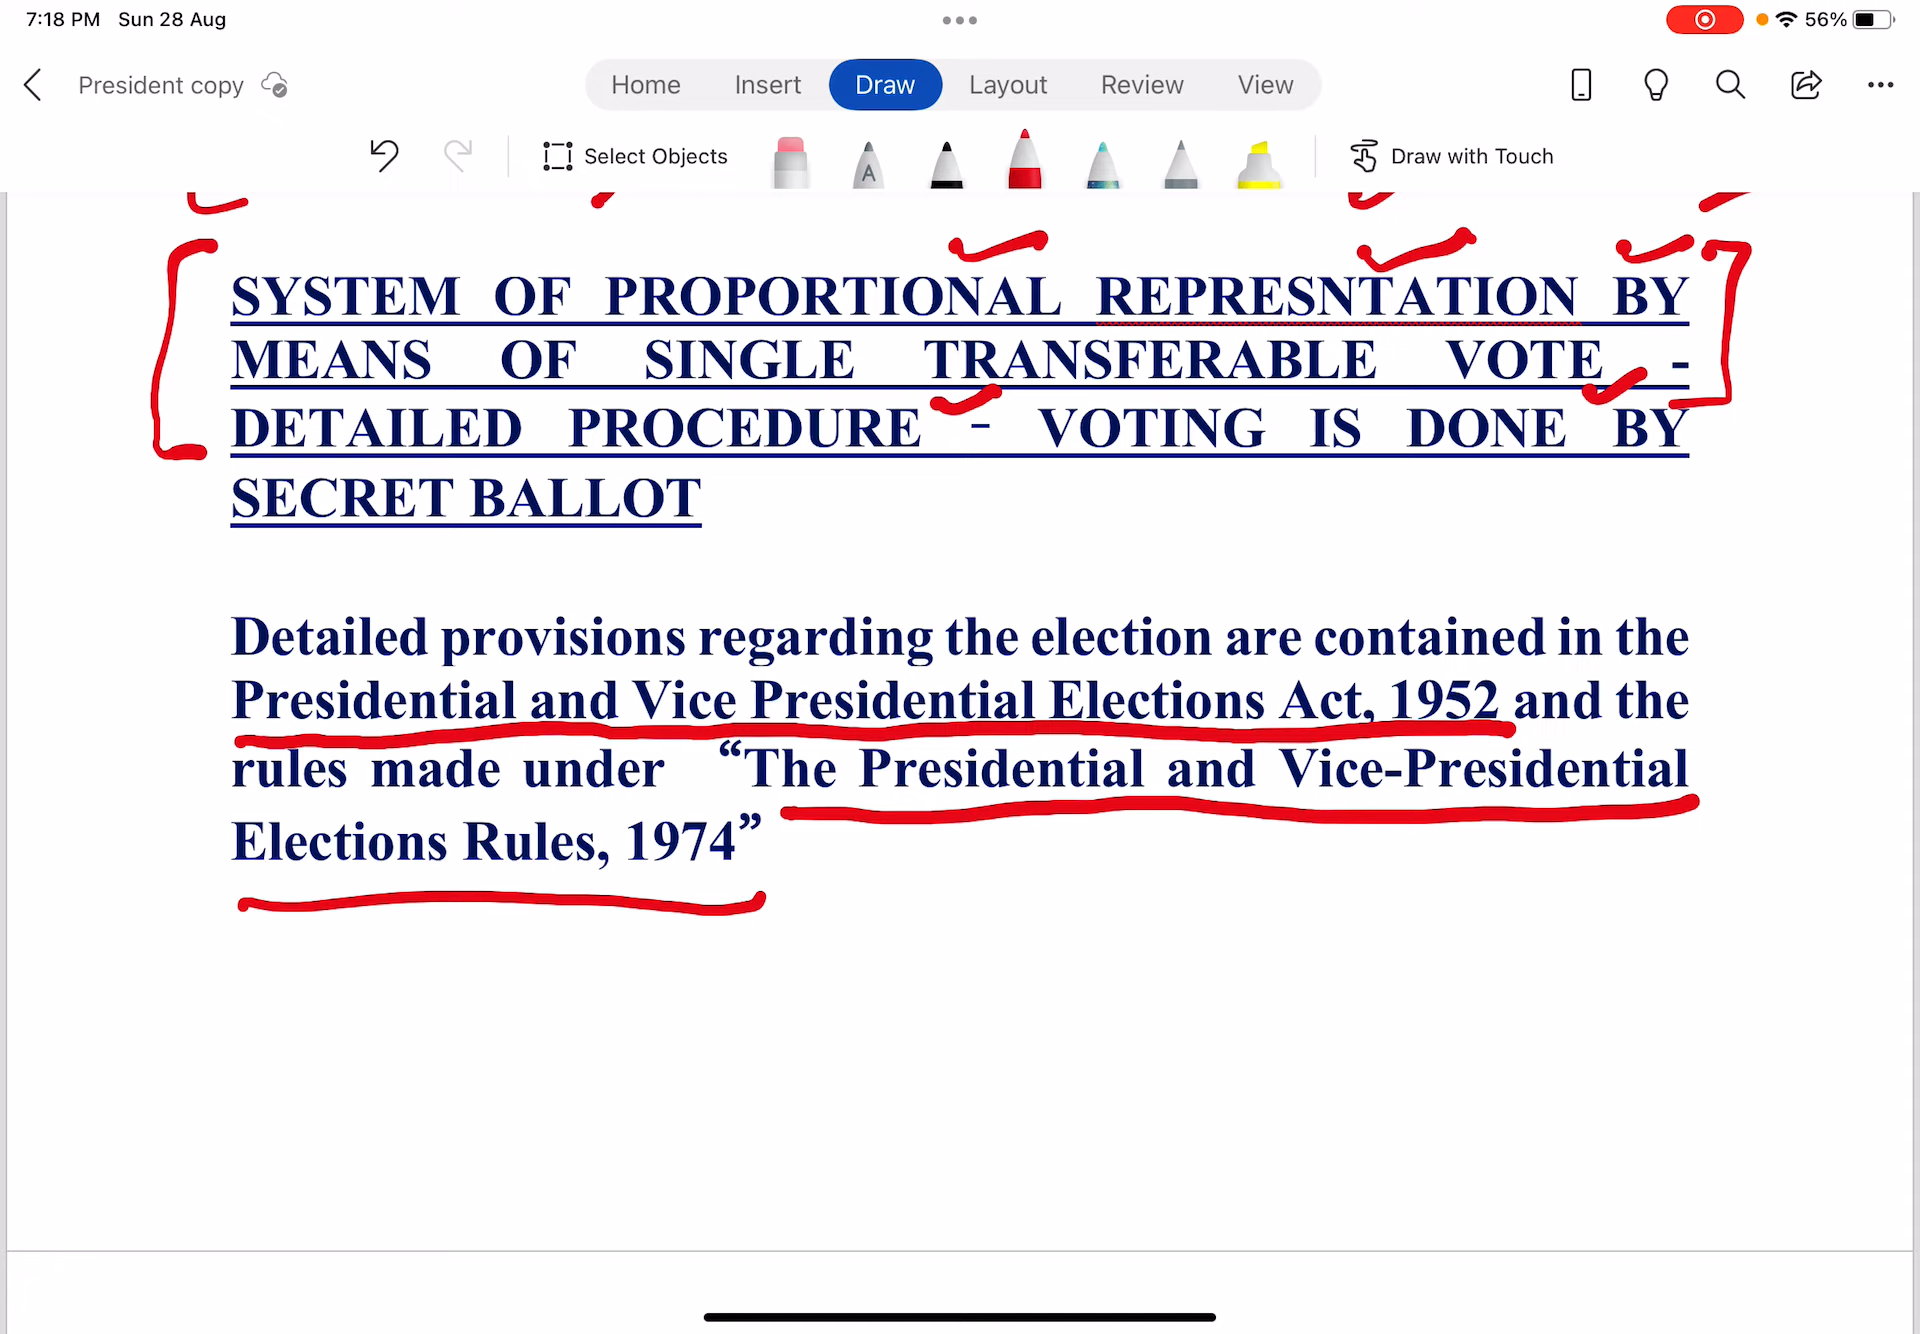 7:18 PM Sun 28 Aug
56%
President copy
Home Insert Draw Layout Review View
Select Objects
A
Draw with Touch
SYSTEM OF PROPORTIONAL REPRESNTATION BY
MEANS OF SINGLE TRANSFERABLE VOTE -
DETAILED PROCEDURE - VOTING IS DONE BY
SECRET BALLOT
Detailed provisions regarding the election are contained in the
Presidential and Vice Presidential Elections Act, 1952 and the
rules made under “The Presidential and Vice-Presidential
Elections Rules, 1974”